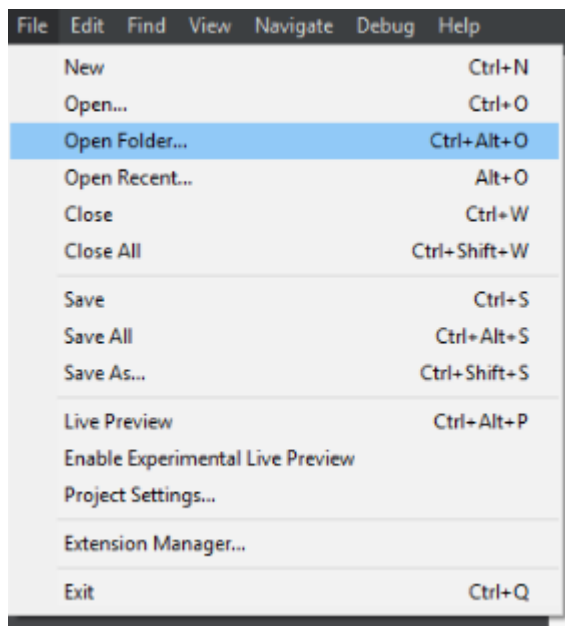 File Edit Find View Navigate Debug Help
New Ctrl+N
Open... Ctrl+O
Open Folder... Ctrl+Alt+O
Open Recent... Alt+O
Close Ctrl+W
Close All Ctrl+Shift+W
Save Ctrl+S
Save All Ctrl+Alt+S
Save As... Ctrl+Shift+S
Live Preview Ctrl+Alt+P
Enable Experimental Live Preview
Project Settings...
Extension Manager...
Exit Ctrl+Q